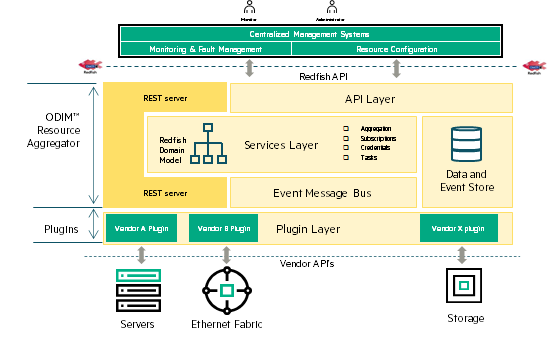 Monitor
Administrator
Centralized Management Systems
Monitoring & Fault Management
Resource Configuration
Redfish
Redfish
Redfish API
ODIM™
Resource
Aggregator
REST server
API Layer
Redfish
Domain
Model
Services Layer
Aggregation
Subscriptions
Credentials
Tasks
Data and
Event Store
REST server
Event Message Bus
Plugins
Vendor A Plugin
Vendor B Plugin
Plugin Layer
Vendor X plugin
Vendor API's
Servers
Ethernet Fabric
Storage